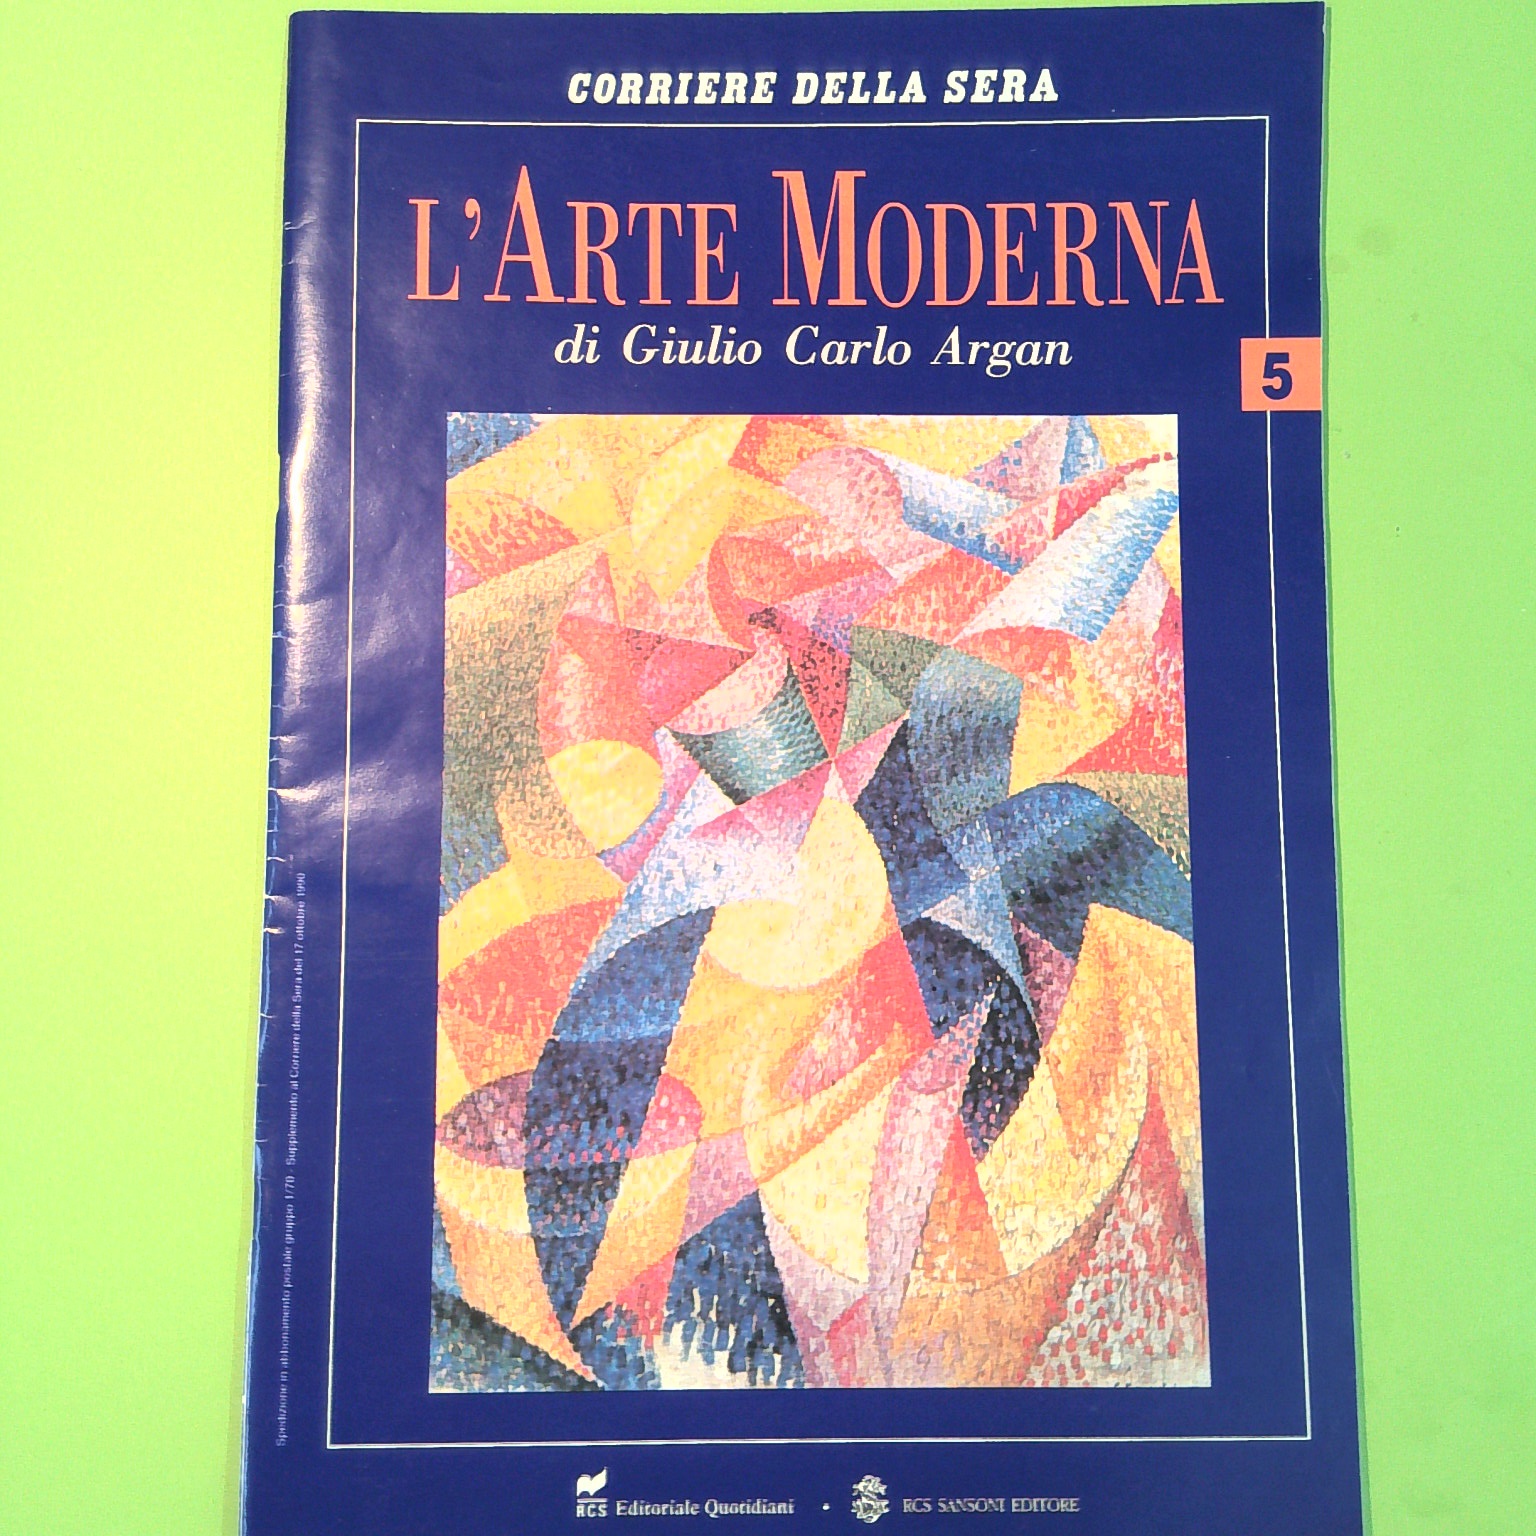 CORRIERE DELLA SERA
L'ARTE MODERNA
di Giulio Carlo Argan
5
Spedizione in abbonamento postale gruppo 1/70 - Supplemento al Corriere della Sera del 17 ottobre 1990
RCS Editoriale Quotidiani • RCS SANSONI EDITORE